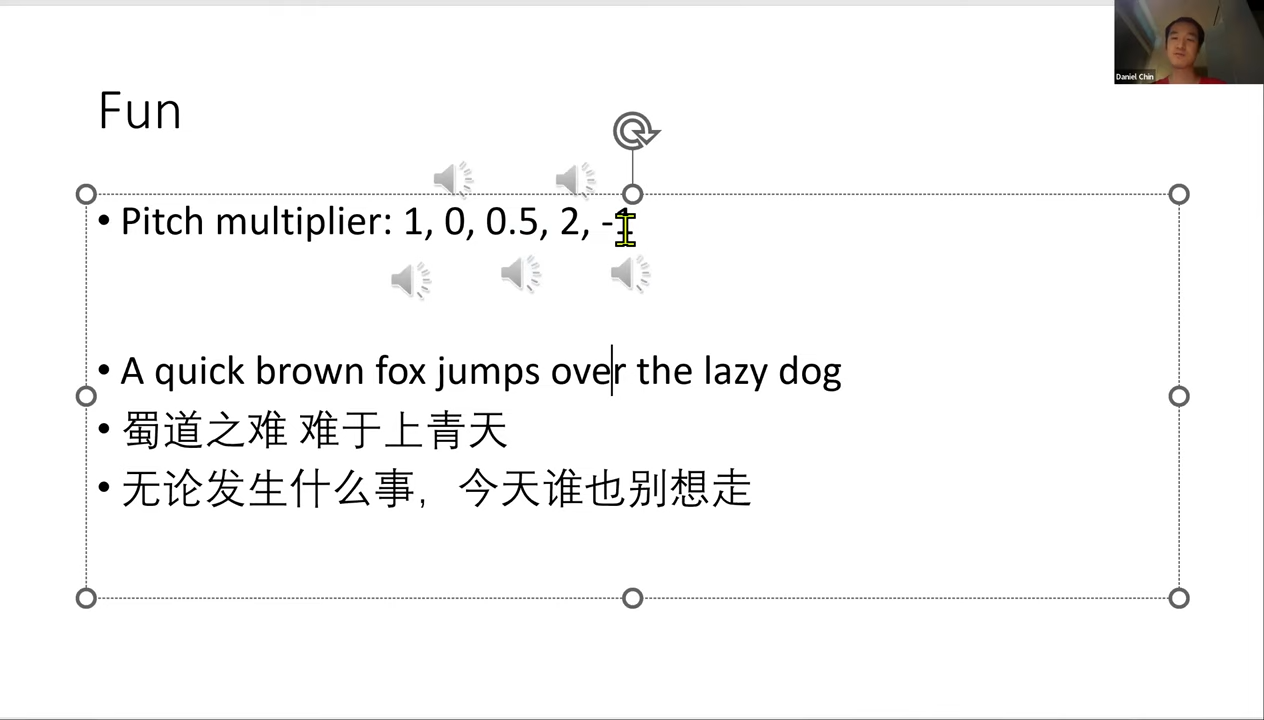 Daniel Chin
Fun
• Pitch multiplier: 1, 0, 0.5, 2, -1
• A quick brown fox jumps over the lazy dog
• 蜀道之难 难于上青天
• 无论发生什么事，今天谁也别想走